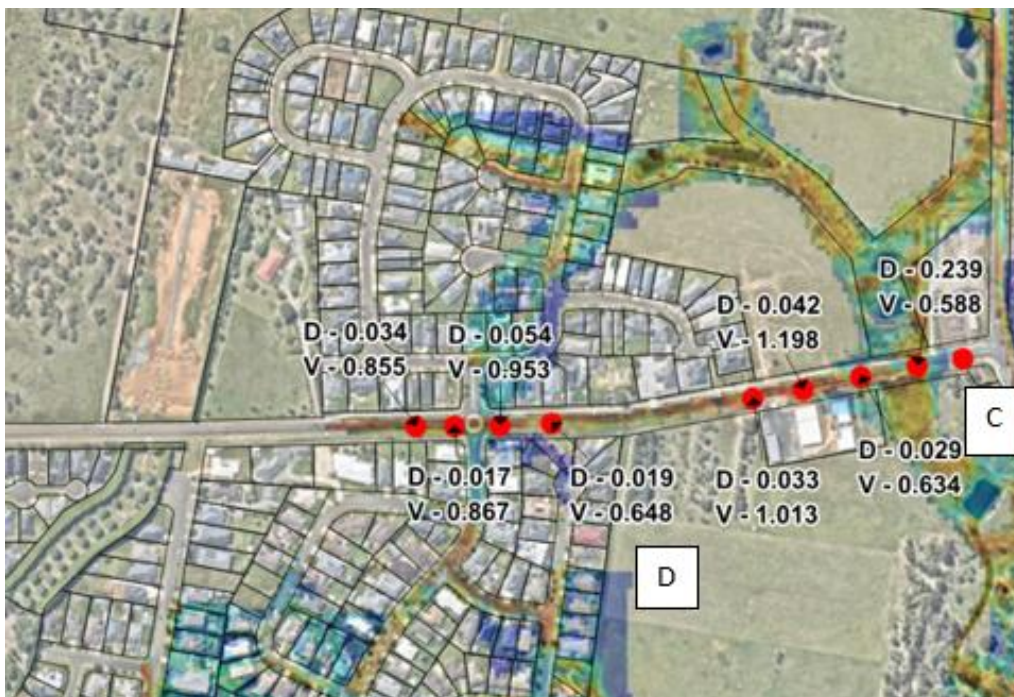 D - 0.239
V - 0.588
D - 0.042
V - 1.198
D - 0.034
V - 0.855
D - 0.054
V - 0.953
C
D - 0.029
V - 0.634
D - 0.017
V - 0.867
D - 0.019
V - 0.648
D - 0.033
V - 1.013
D